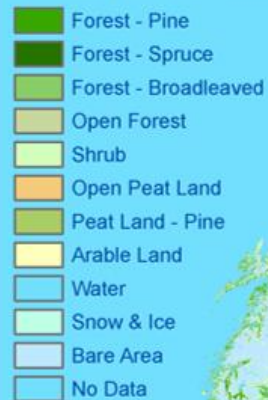 Forest - Pine
Forest - Spruce
Forest - Broadleaved
Open Forest
Shrub
Open Peat Land
Peat Land - Pine
Arable Land
Water
Snow & Ice
Bare Area
No Data